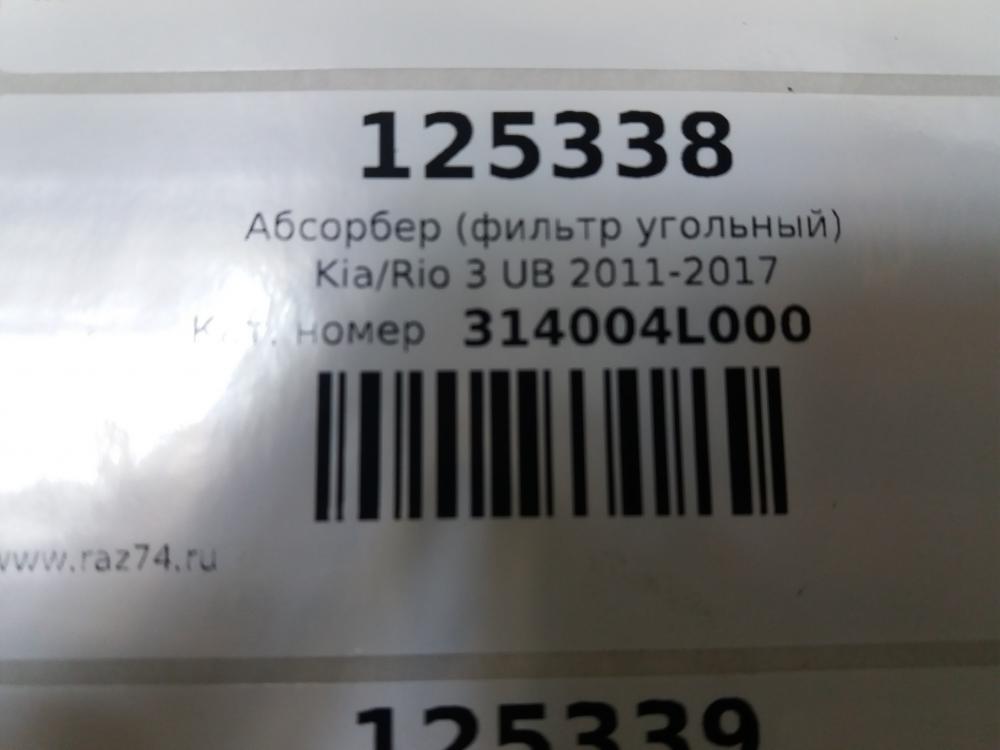 125338
Абсорбер (фильтр угольный)
Kia/Rio 3 UB 2011-2017
номер 314004L000
www.raz74.ru
125339